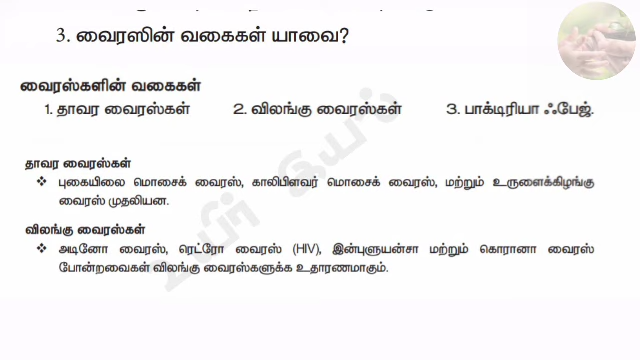 3. வைரஸின் வகைகள் யாவை?
வைரஸ்களின் வகைகள்
1. தாவர வைரஸ்கள் 2. விலங்கு வைரஸ்கள் 3. பாக்டிரியா ஃபேஜ்.
தாவர வைரஸ்கள்
❖ புகையிலை மொசைக் வைரஸ், காலிபிளவர் மொசைக் வைரஸ், மற்றும் உருளைக்கிழங்கு
வைரஸ் முதலியன.
விலங்கு வைரஸ்கள்
❖ அடினோ வைரஸ், ரெட்ரோ வைரஸ் (HIV), இன்புளுயன்சா மற்றும் கொரானா வைரஸ்
போன்றவைகள் விலங்கு வைரஸ்களுக்க உதாரணமாகும்.
உயிர் இயல்